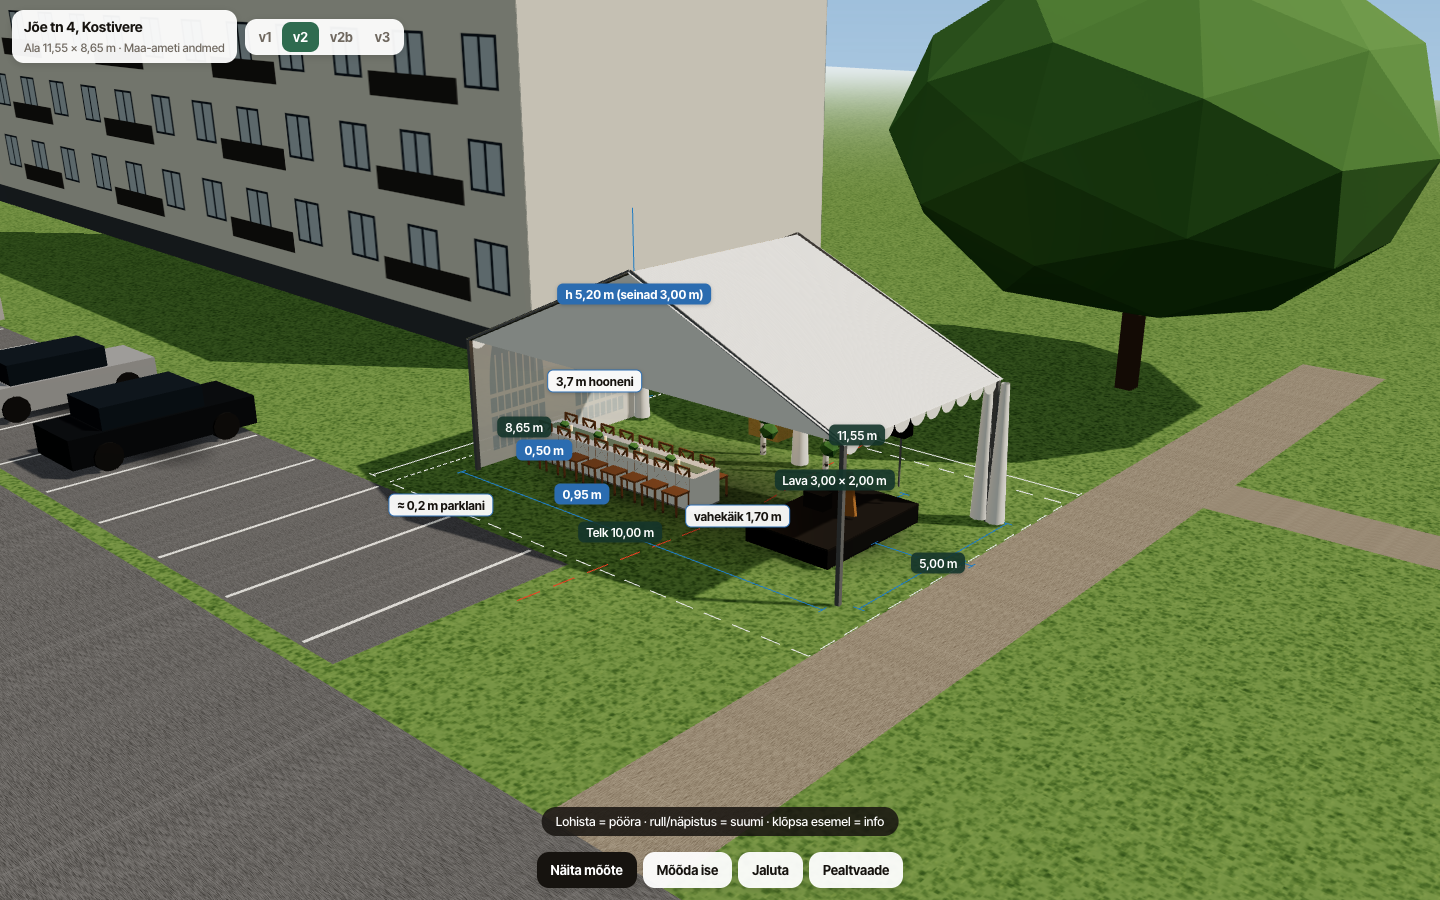 Jõe tn 4, Kostivere
Ala 11,55 × 8,65 m · Maa-ameti andmed
v1 v2 v2b v3
h 5,20 m (seinad 3,00 m)
3,7 m hooneni
8,65 m
11,55 m
0,50 m
Lava 3,00 × 2,00 m
0,95 m
≈ 0,2 m parklani
vahekäik 1,70 m
Telk 10,00 m
5,00 m
Lohista = pööra · rull/näpistus = suumi · klõpsa esemel = info
Näita mõõte
Mõõda ise
Jaluta
Pealtvaade